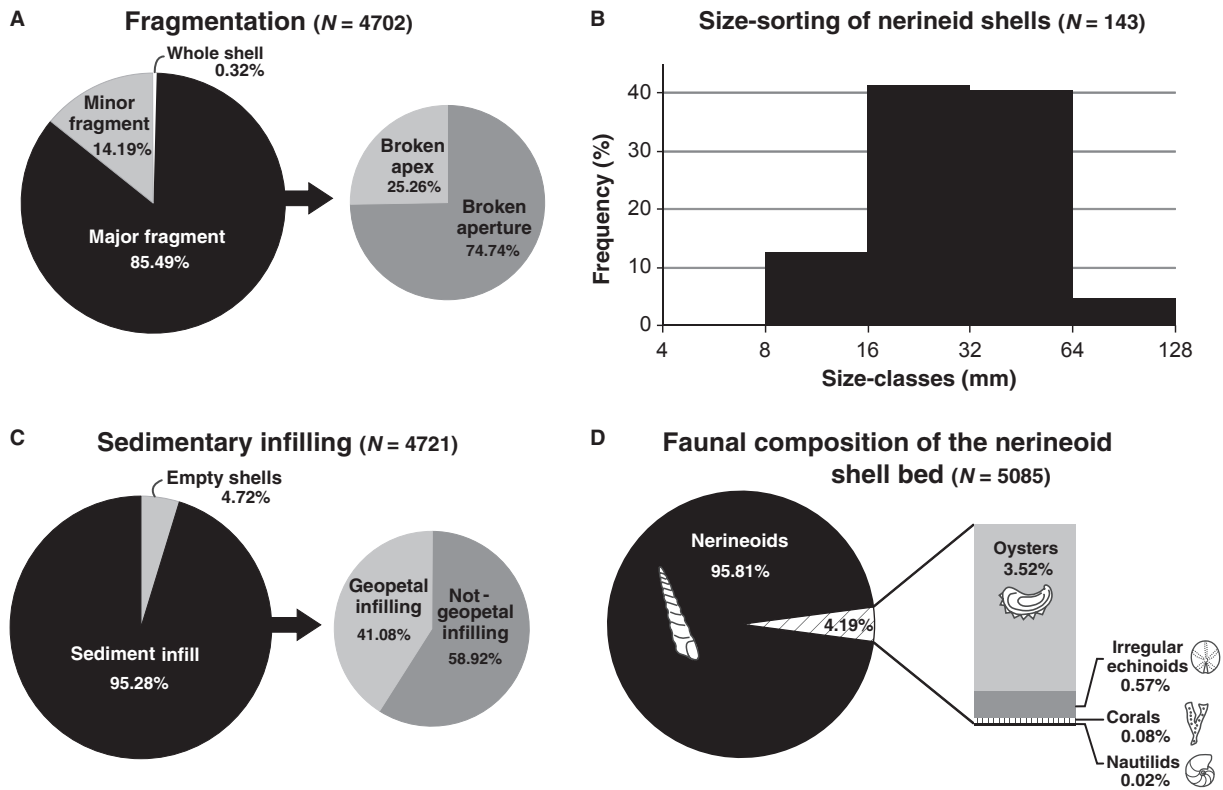 A
Fragmentation (N = 4702)
Whole shell
0.32%
Minor
fragment
14.19%
Major fragment
85.49%
Broken
apex
25.26%
Broken
aperture
74.74%
B
Size-sorting of nerineid shells (N = 143)
Frequency (%)
40
30
20
10
0
4
8
16
32
64
128
Size-classes (mm)
C
Sedimentary infilling (N = 4721)
Empty shells
4.72%
Sediment infill
95.28%
Geopetal
infilling
41.08%
Not-
geopetal
infilling
58.92%
D
Faunal composition of the nerineoid
shell bed (N = 5085)
Nerineoids
95.81%
4.19%
Oysters
3.52%
Irregular
echinoids
0.57%
Corals
0.08%
Nautilids
0.02%